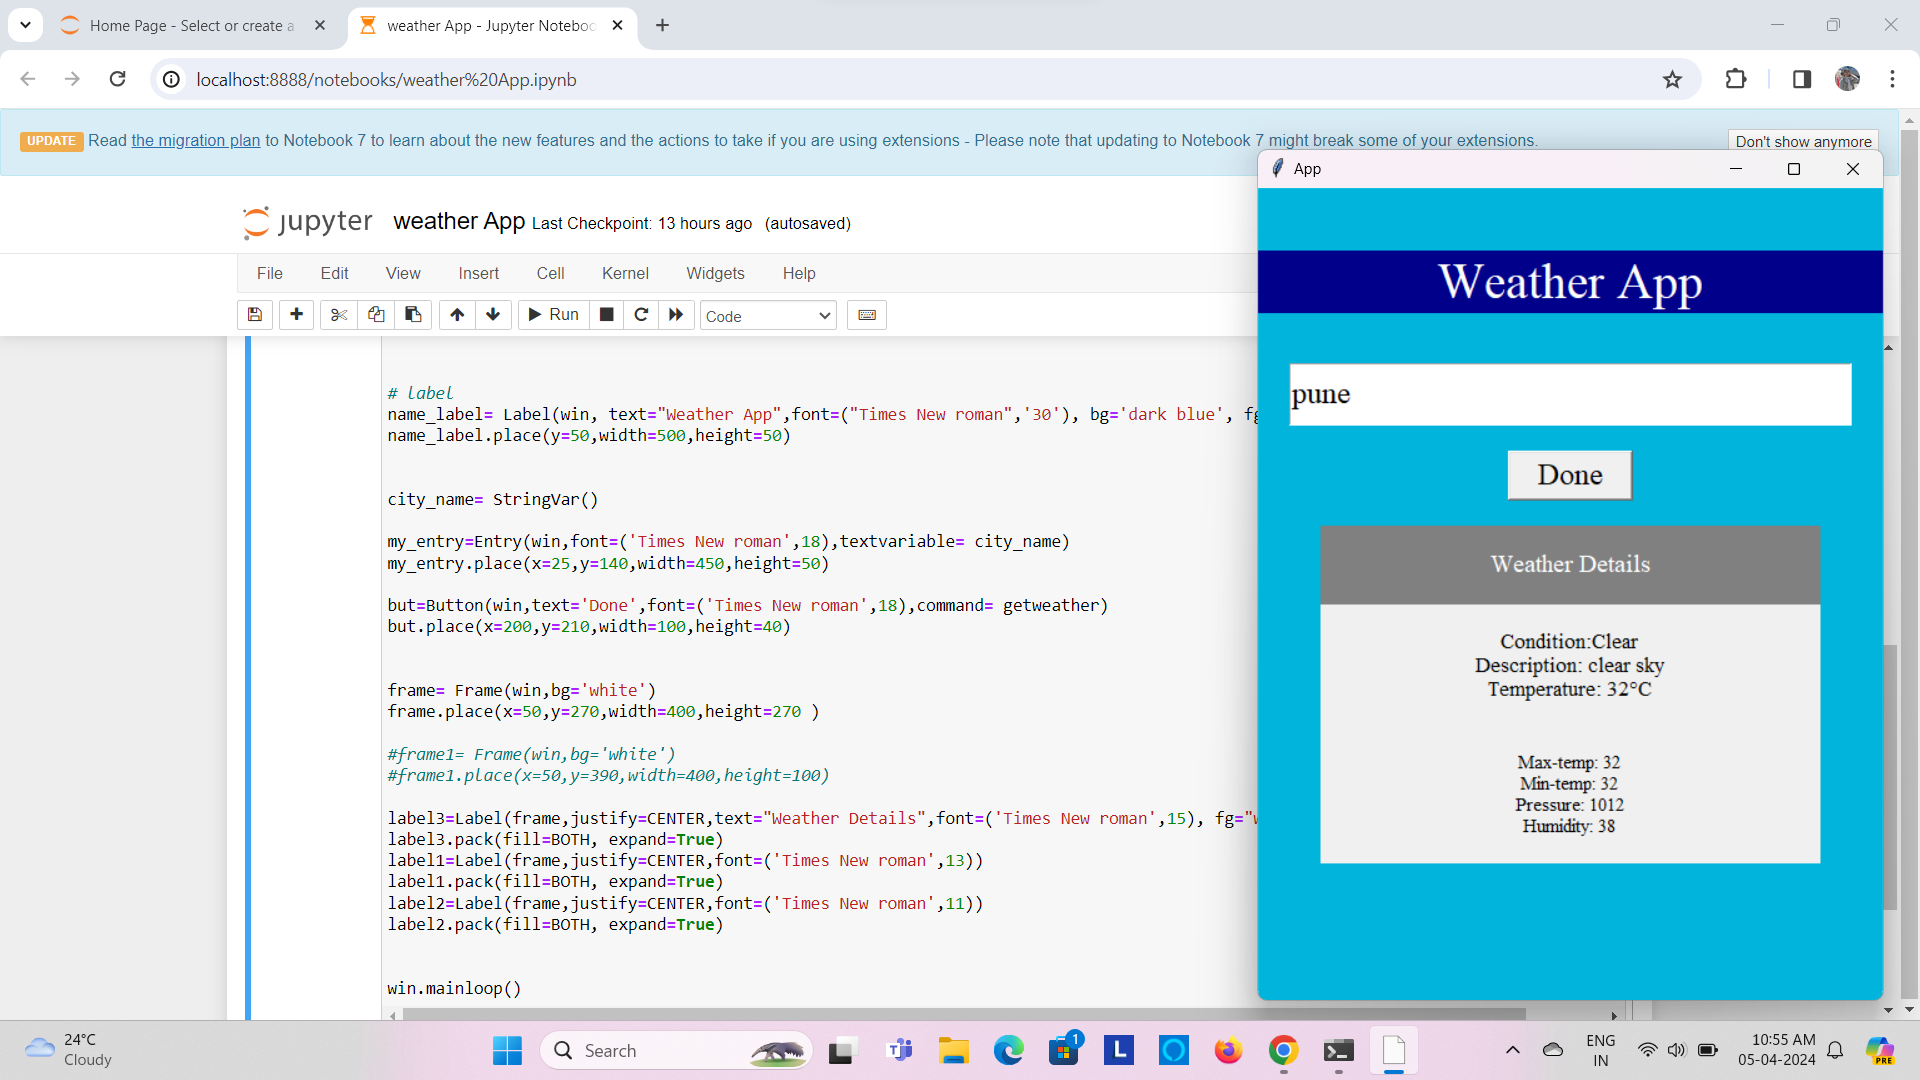 Home Page - Select or create a
weather App - Jupyter Noteboo
localhost:8888/notebooks/weather%20App.ipynb
UPDATE Read the migration plan to Notebook 7 to learn about the new features and the actions to take if you are using extensions - Please note that updating to Notebook 7 might break some of your extensions.
Don't show anymore
jupyter weather App Last Checkpoint: 13 hours ago (autosaved)
File Edit View Insert Cell Kernel Widgets Help
Run Code
# label
name_label= Label(win, text="Weather App",font=("Times New roman",'30'), bg='dark blue', fg
name_label.place(y=50,width=500,height=50)
city_name= StringVar()
my_entry=Entry(win,font=('Times New roman',18),textvariable= city_name)
my_entry.place(x=25,y=140,width=450,height=50)
but=Button(win,text='Done',font=('Times New roman',18),command= getweather)
but.place(x=200,y=210,width=100,height=40)
frame= Frame(win,bg='white')
frame.place(x=50,y=270,width=400,height=270 )
#frame1= Frame(win,bg='white')
#frame1.place(x=50,y=390,width=400,height=100)
label3=Label(frame,justify=CENTER,text="Weather Details",font=('Times New roman',15), fg="w
label3.pack(fill=BOTH, expand=True)
label1=Label(frame,justify=CENTER,font=('Times New roman',13))
label1.pack(fill=BOTH, expand=True)
label2=Label(frame,justify=CENTER,font=('Times New roman',11))
label2.pack(fill=BOTH, expand=True)
win.mainloop()
App
Weather App
pune
Done
Weather Details
Condition:Clear
Description: clear sky
Temperature: 32°C
Max-temp: 32
Min-temp: 32
Pressure: 1012
Humidity: 38
24°C
Cloudy
Search
1
L
ENG
IN
10:55 AM
05-04-2024
PRE